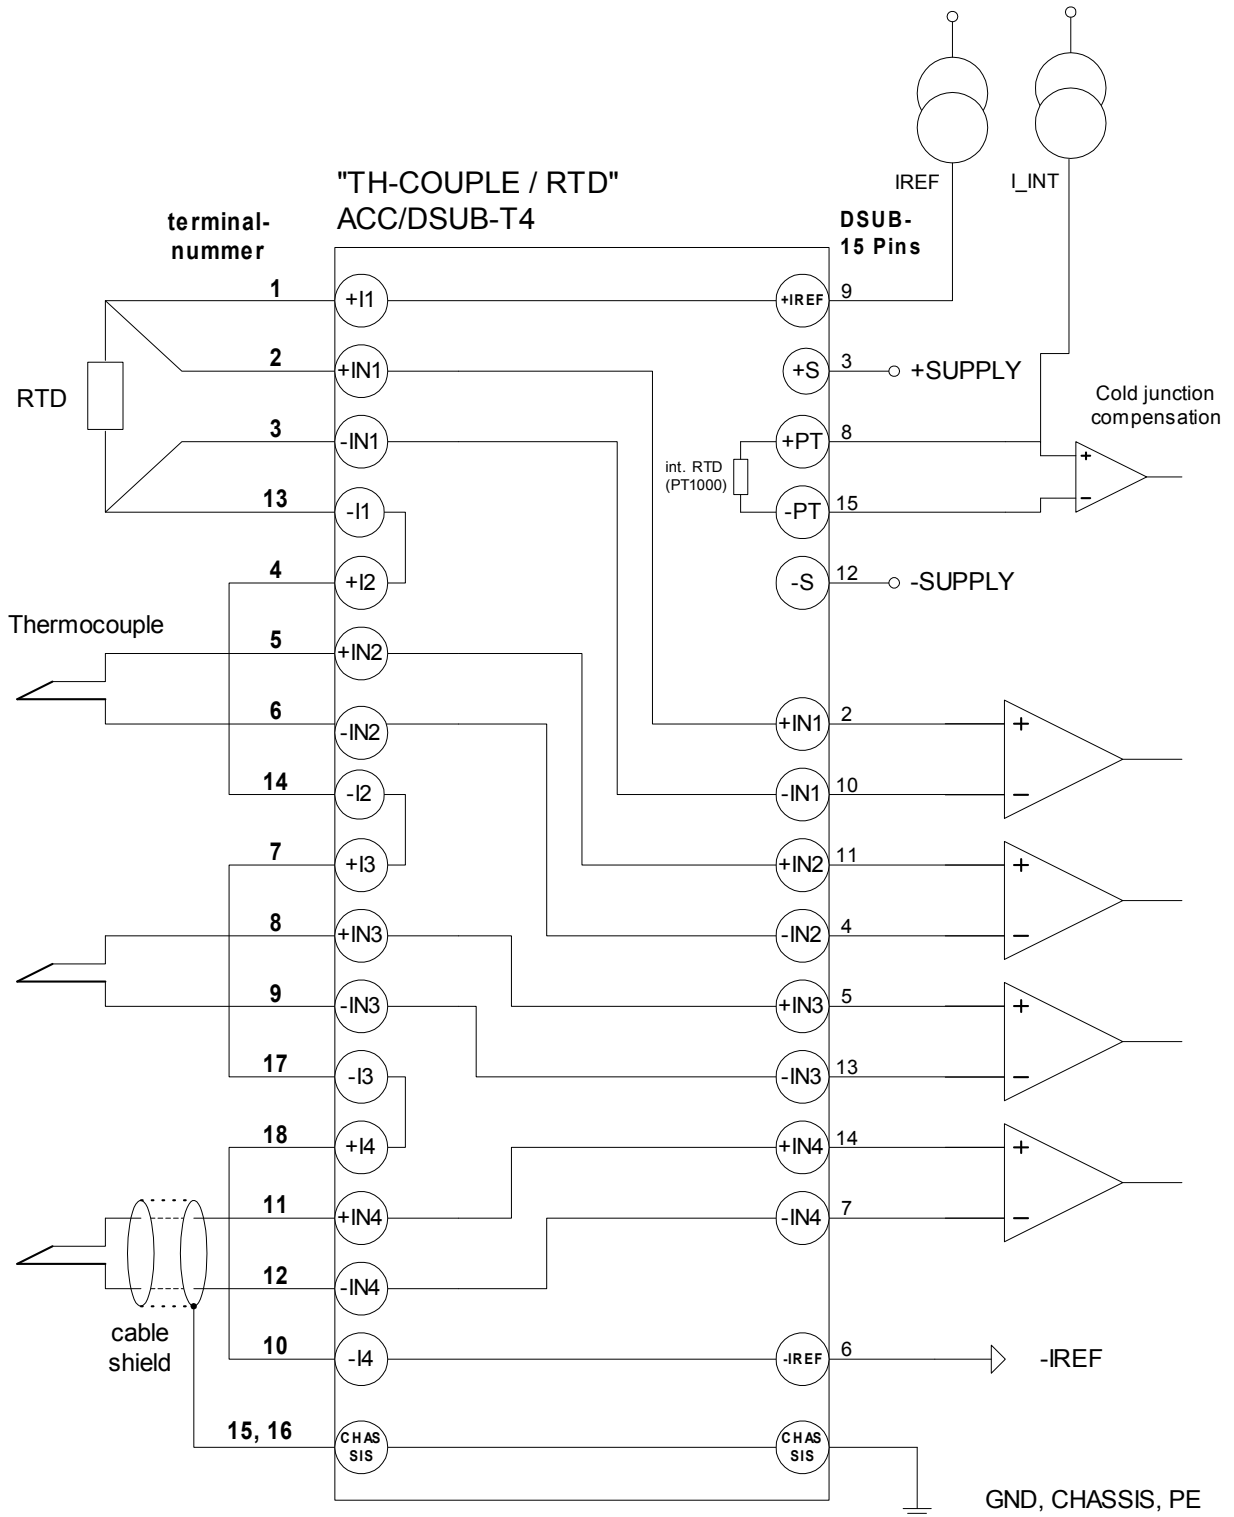 IREF
I_INT
"TH-COUPLE / RTD"
ACC/DSUB-T4
terminal-
nummer
DSUB-
15 Pins
1
+I1
+IREF
9
2
+IN1
+S
3
+SUPPLY
RTD
Cold junction
compensation
3
-IN1
int. RTD
(PT1000)
+PT
8
+
−
13
-I1
-PT
15
4
+I2
-S
12
-SUPPLY
Thermocouple
5
+IN2
6
-IN2
+IN1
2
+
14
-I2
-IN1
10
−
7
+I3
+IN2
11
+
8
+IN3
-IN2
4
−
9
-IN3
+IN3
5
+
17
-I3
-IN3
13
−
18
+I4
+IN4
14
+
11
+IN4
-IN4
7
−
12
-IN4
cable
shield
10
-I4
-IREF
6
-IREF
15, 16
CHAS
SIS
CHAS
SIS
GND, CHASSIS, PE